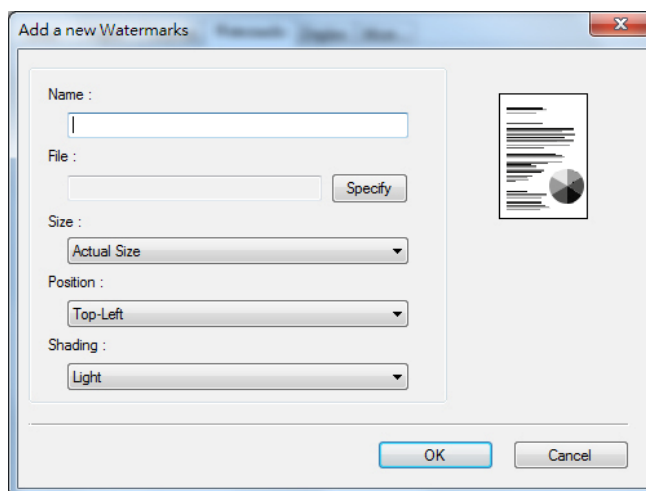 Add a new Watermarks
Name :
File :
Specify
Size :
Actual Size
Position :
Top-Left
Shading :
Light
OK
Cancel